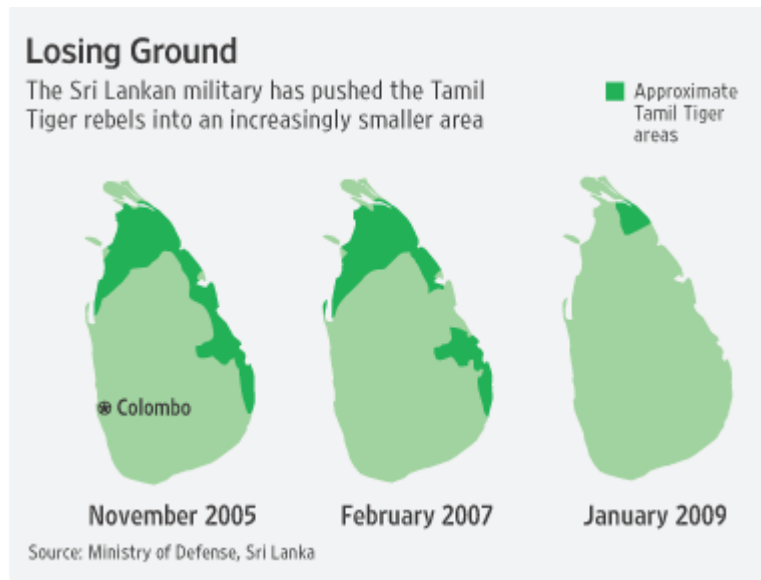 Losing Ground
The Sri Lankan military has pushed the Tamil
Tiger rebels into an increasingly smaller area
Approximate
Tamil Tiger
areas
Colombo
November 2005
February 2007
January 2009
Source: Ministry of Defense, Sri Lanka